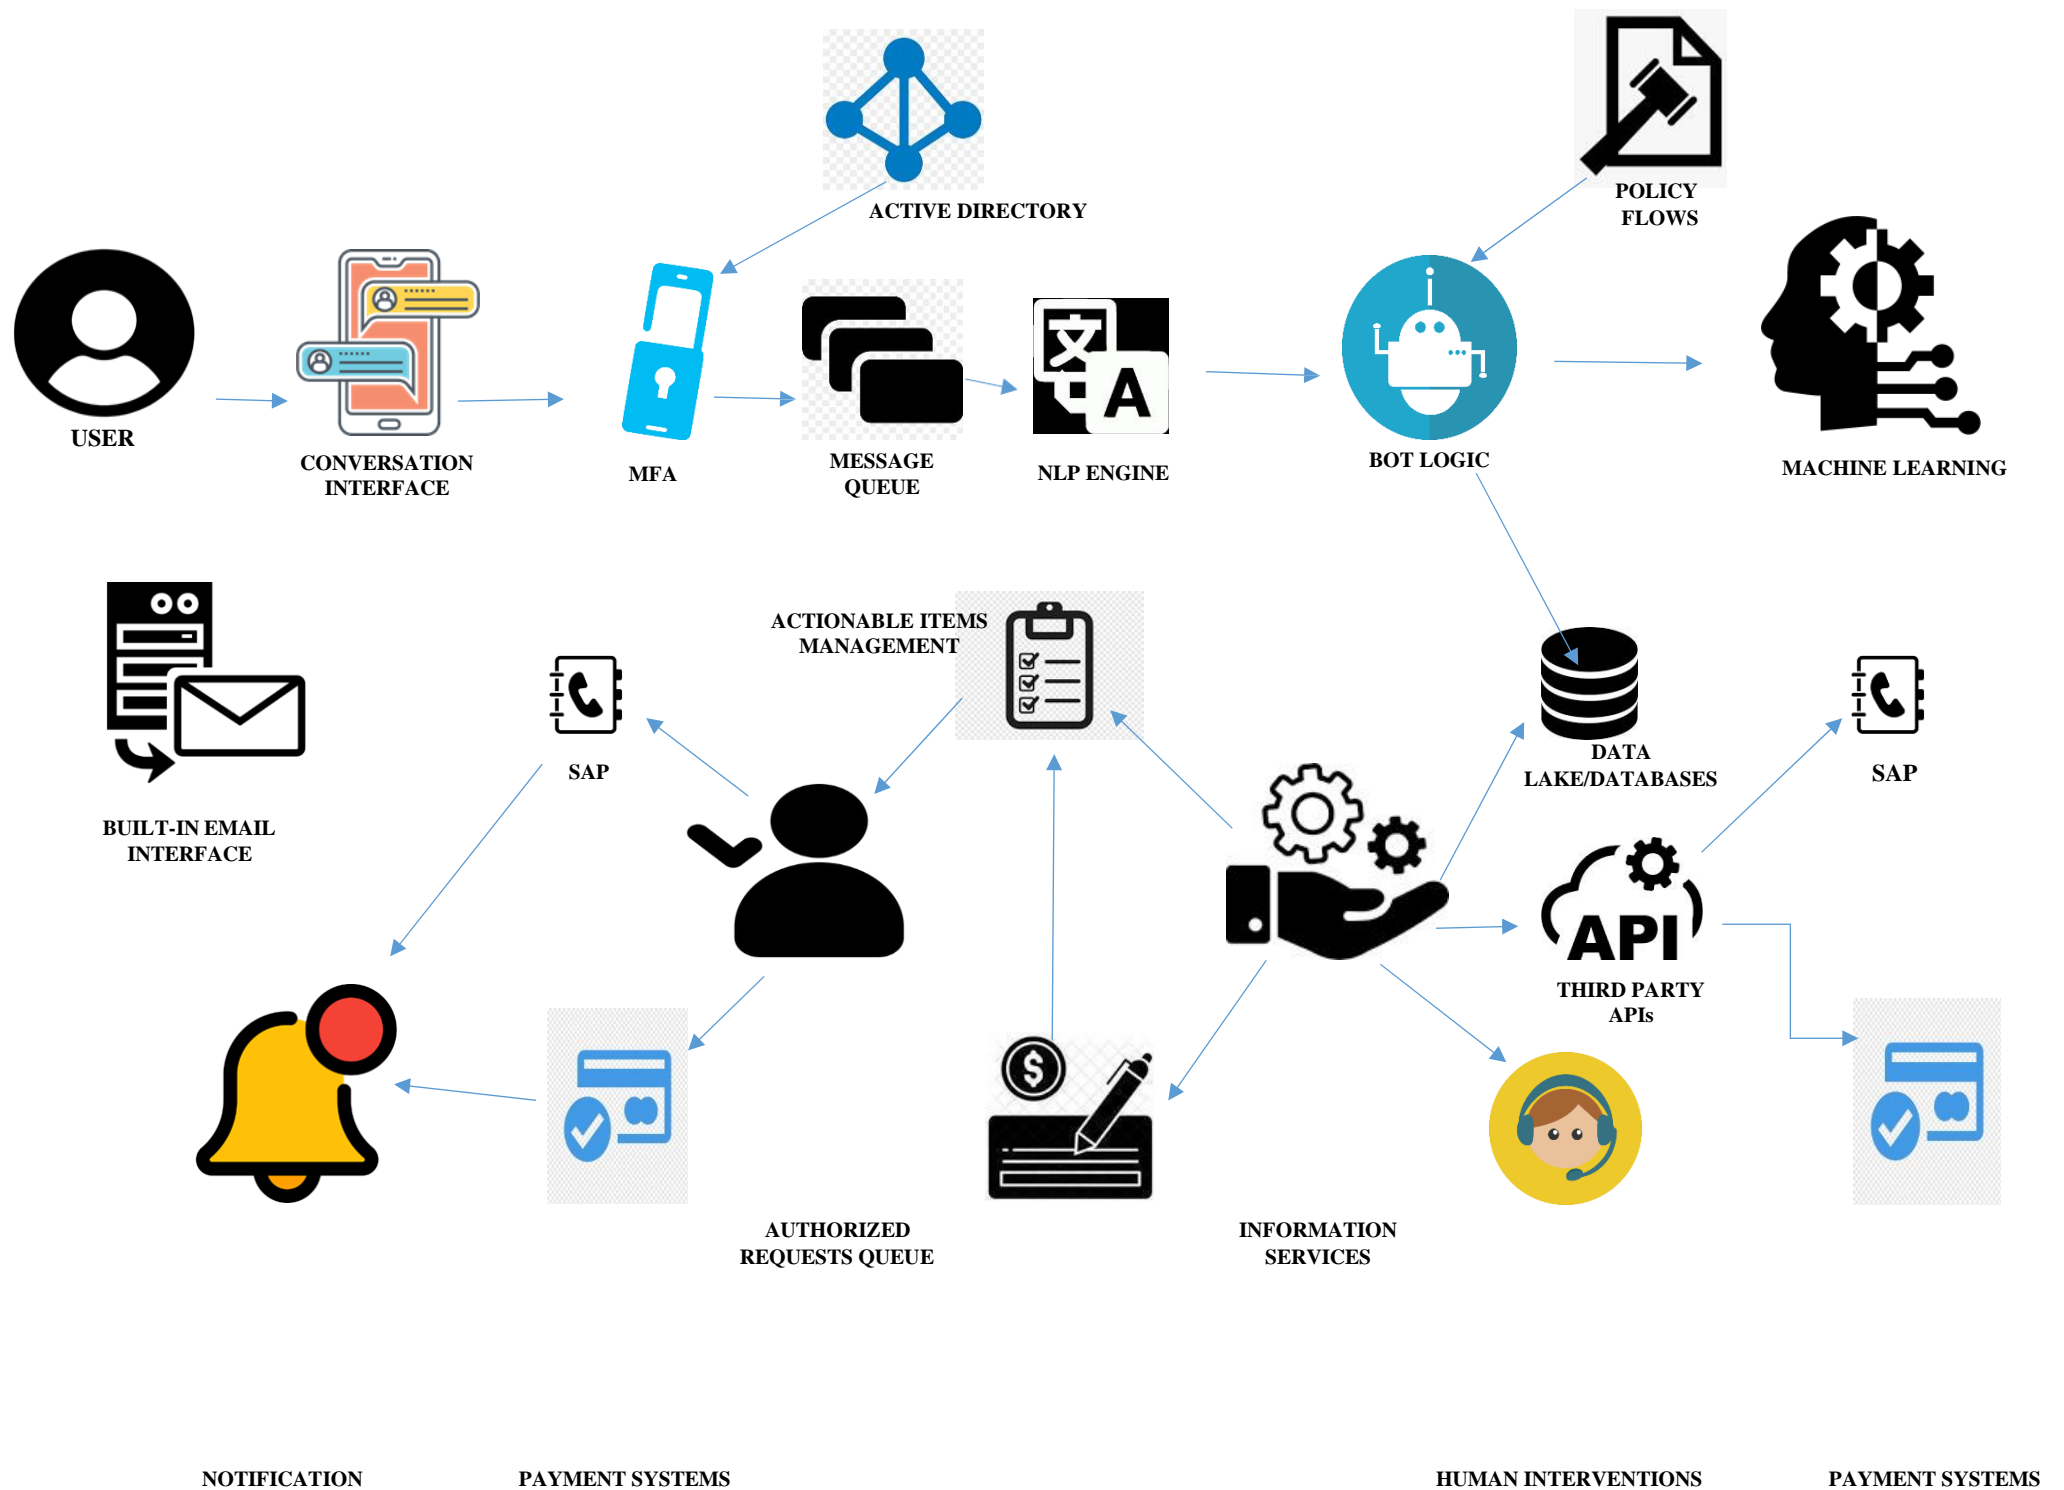 ACTIVE DIRECTORY
POLICY
FLOWS
USER
CONVERSATION
INTERFACE
MFA
MESSAGE
QUEUE
文
A
NLP ENGINE
BOT LOGIC
MACHINE LEARNING
ACTIONABLE ITEMS
MANAGEMENT
SAP
DATA
LAKE/DATABASES
SAP
BUILT-IN EMAIL
INTERFACE
API
THIRD PARTY
APIs
$
AUTHORIZED
REQUESTS QUEUE
INFORMATION
SERVICES
NOTIFICATION
PAYMENT SYSTEMS
HUMAN INTERVENTIONS
PAYMENT SYSTEMS